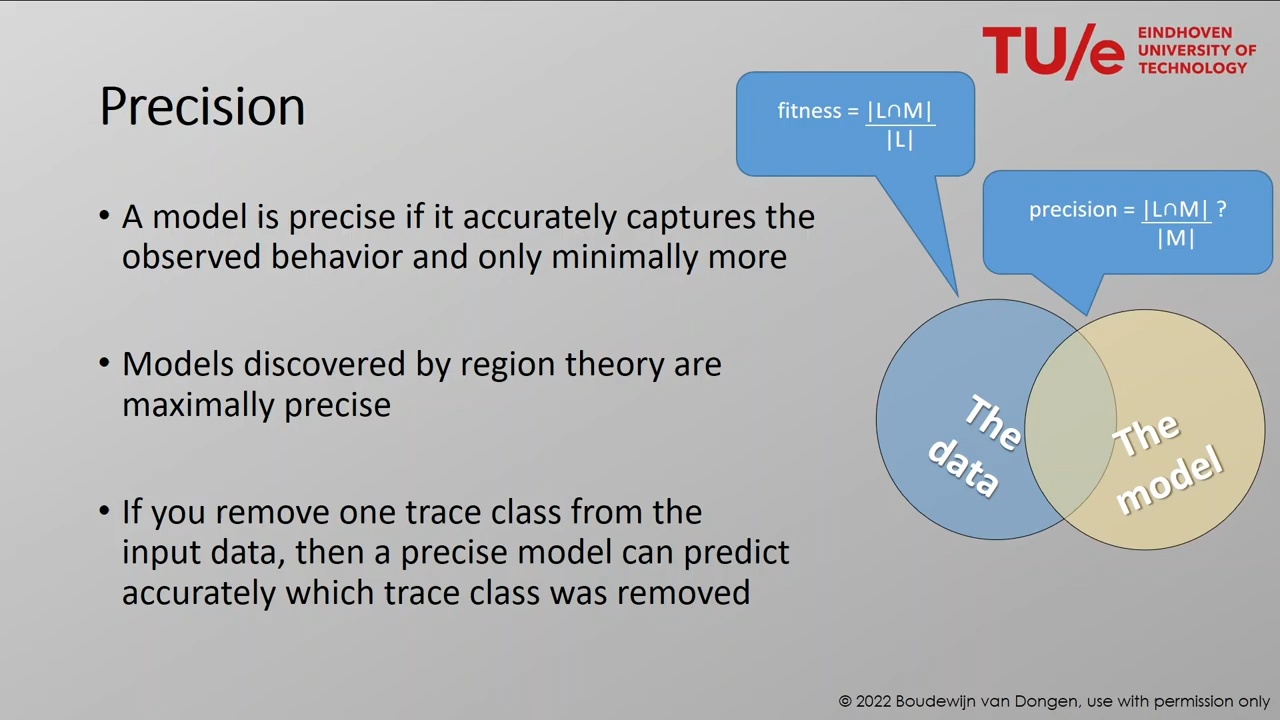 TU/e EINDHOVEN
UNIVERSITY OF
TECHNOLOGY
Precision
fitness = |L∩M|
|L|
precision = |L∩M| ?
|M|
• A model is precise if it accurately captures the
observed behavior and only minimally more
• Models discovered by region theory are
maximally precise
• If you remove one trace class from the
input data, then a precise model can predict
accurately which trace class was removed
The
data
The
model
© 2022 Boudewijn van Dongen, use with permission only